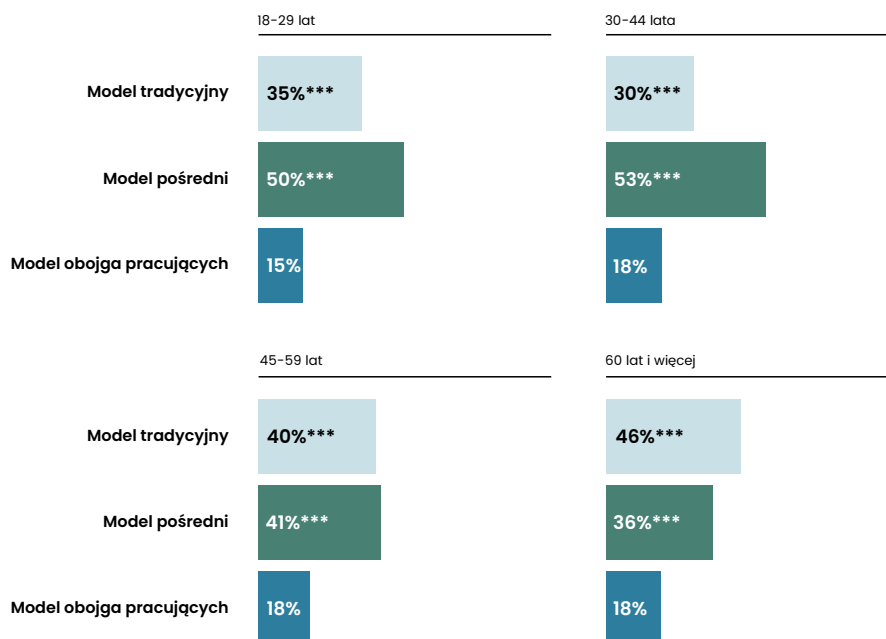 18-29 lat
30-44 lata
Model tradycyjny 35%*** 30%***
Model pośredni 50%*** 53%***
Model obojga pracujących 15% 18%
45-59 lat
60 lat i więcej
Model tradycyjny 40%*** 46%***
Model pośredni 41%*** 36%***
Model obojga pracujących 18% 18%